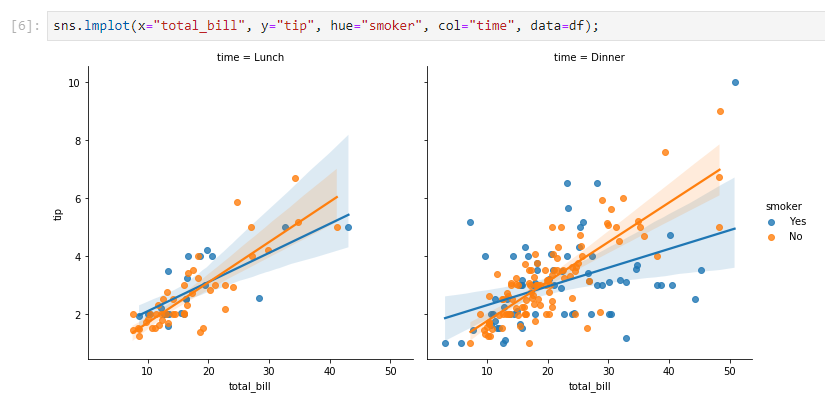 [6]: sns.lmplot(x="total_bill", y="tip", hue="smoker", col="time", data=df);
time = Lunch
time = Dinner
10
8
6
4
2
tip
10
20
30
40
50
total_bill
10
20
30
40
50
total_bill
smoker
Yes
No